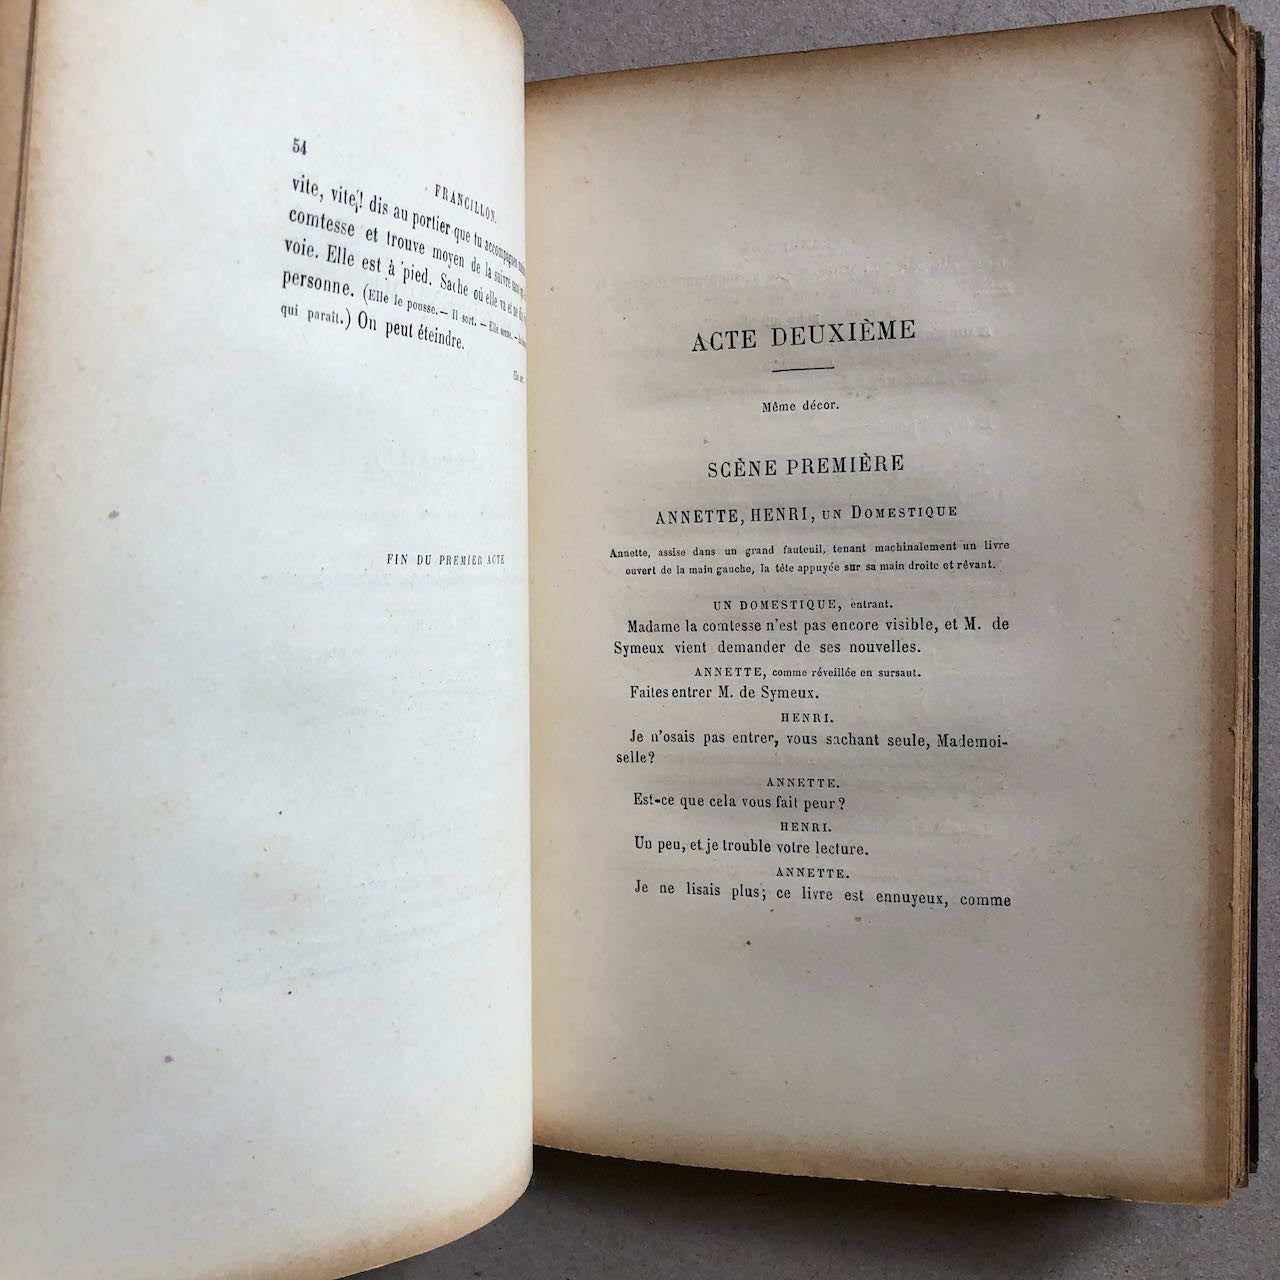 54
FRANCILLON.
vite, vite! dis au portier que tu accompagnes
comtesse et trouve moyen de la suivre sans
voie. Elle est à pied. Sache où elle va et ne
personne. (Elle le pousse. — Il sort. — Elle sonne. —
qui paraît.) On peut éteindre.
Elle
FIN DU PREMIER ACTE
ACTE DEUXIÈME
Même décor.
SCÈNE PREMIÈRE
ANNETTE, HENRI, UN DOMESTIQUE
Annette, assise dans un grand fauteuil, tenant machinalement un livre
ouvert de la main gauche, la tête appuyée sur sa main droite et rêvant.
UN DOMESTIQUE, entrant.
Madame la comtesse n'est pas encore visible, et M. de
Symeux vient demander de ses nouvelles.
ANNETTE, comme réveillée en sursaut.
Faites entrer M. de Symeux.
HENRI.
Je n'osais pas entrer, vous sachant seule, Mademoi-
selle?
ANNETTE.
Est-ce que cela vous fait peur?
HENRI.
Un peu, et je trouble votre lecture.
ANNETTE.
Je ne lisais plus; ce livre est ennuyeux, comme